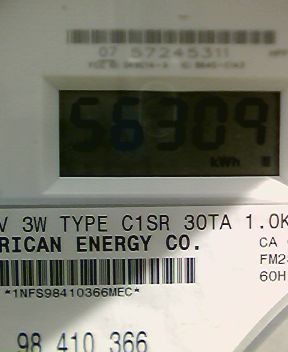 07 57245311
56309
kWh
V 3W TYPE C1SR 30TA 1.0K
RICAN ENERGY CO.
CA
FM2
60H
*1NFS98410366MEC*
98 410 366